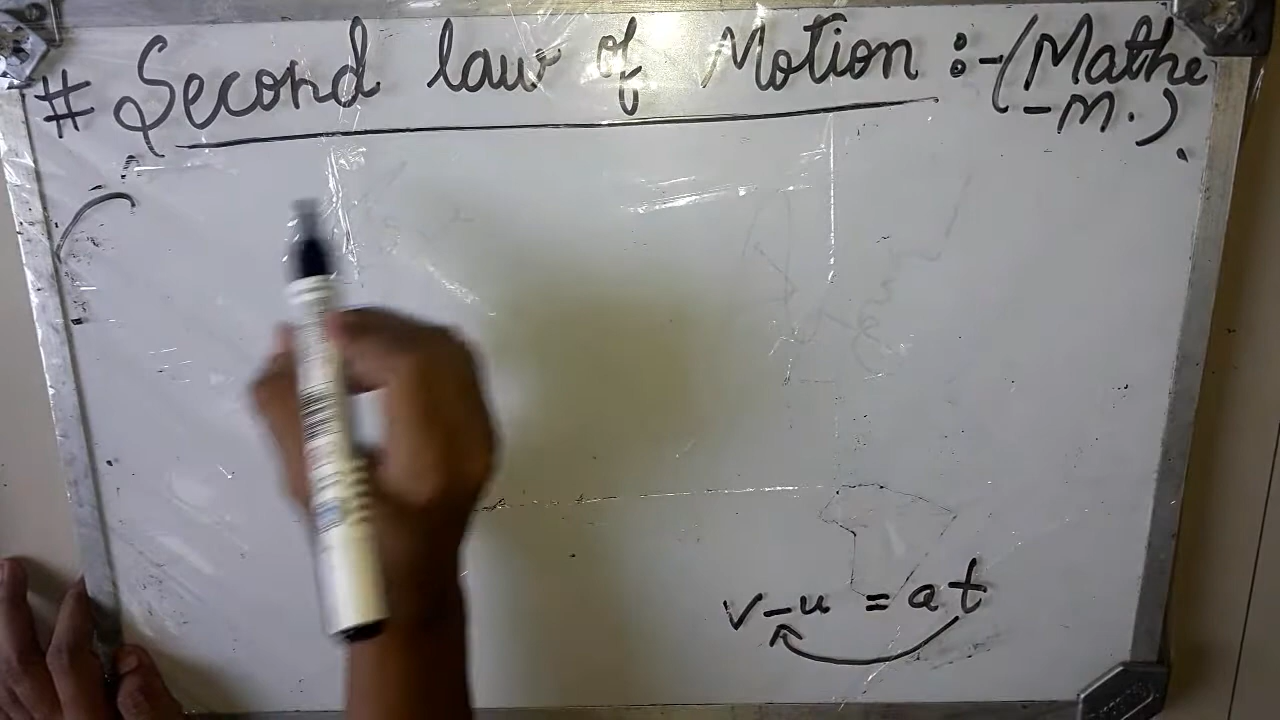 # Second law of Motion :-(Mathe
-M.).
v-u = at